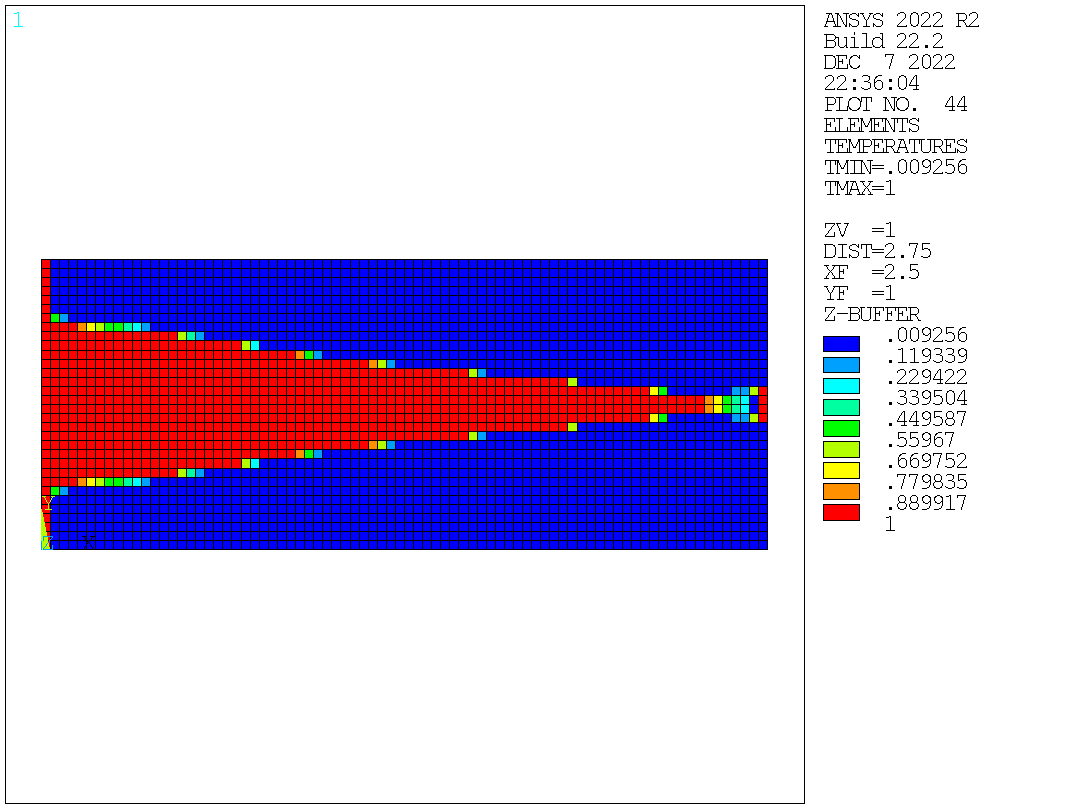 1
ANSYS 2022 R2
Build 22.2
DEC  7 2022
22:36:04
PLOT NO.  44
ELEMENTS
TEMPERATURES
TMIN=.009256
TMAX=1
ZV  =1
DIST=2.75
XF  =2.5
YF  =1
Z-BUFFER
.009256
.119339
.229422
.339504
.449587
.55967
.669752
.779835
.889917
1
Y
Z X